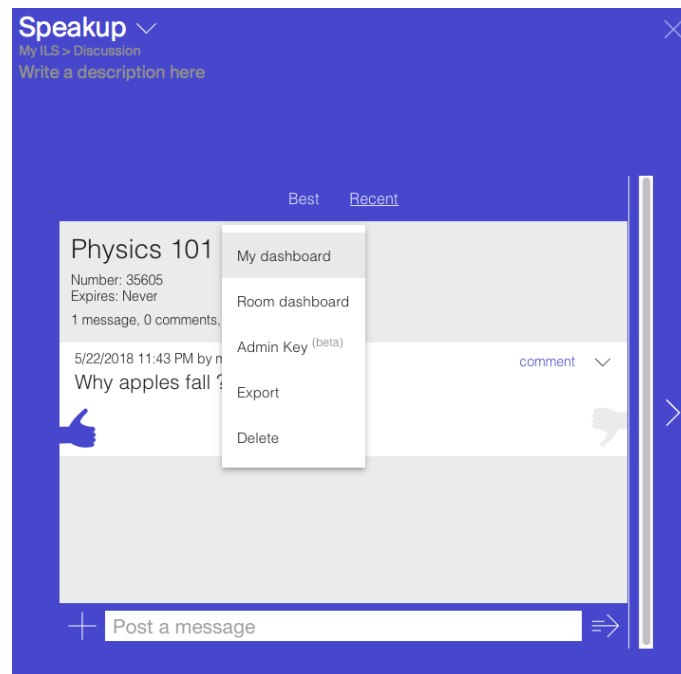 Speakup
My ILS > Discussion
Write a description here
Best Recent
Physics 101
Number: 35605
Expires: Never
1 message, 0 comments,
My dashboard
Room dashboard
Admin Key (beta)
Export
Delete
5/22/2018 11:43 PM by
comment
Why apples fall ?
Post a message